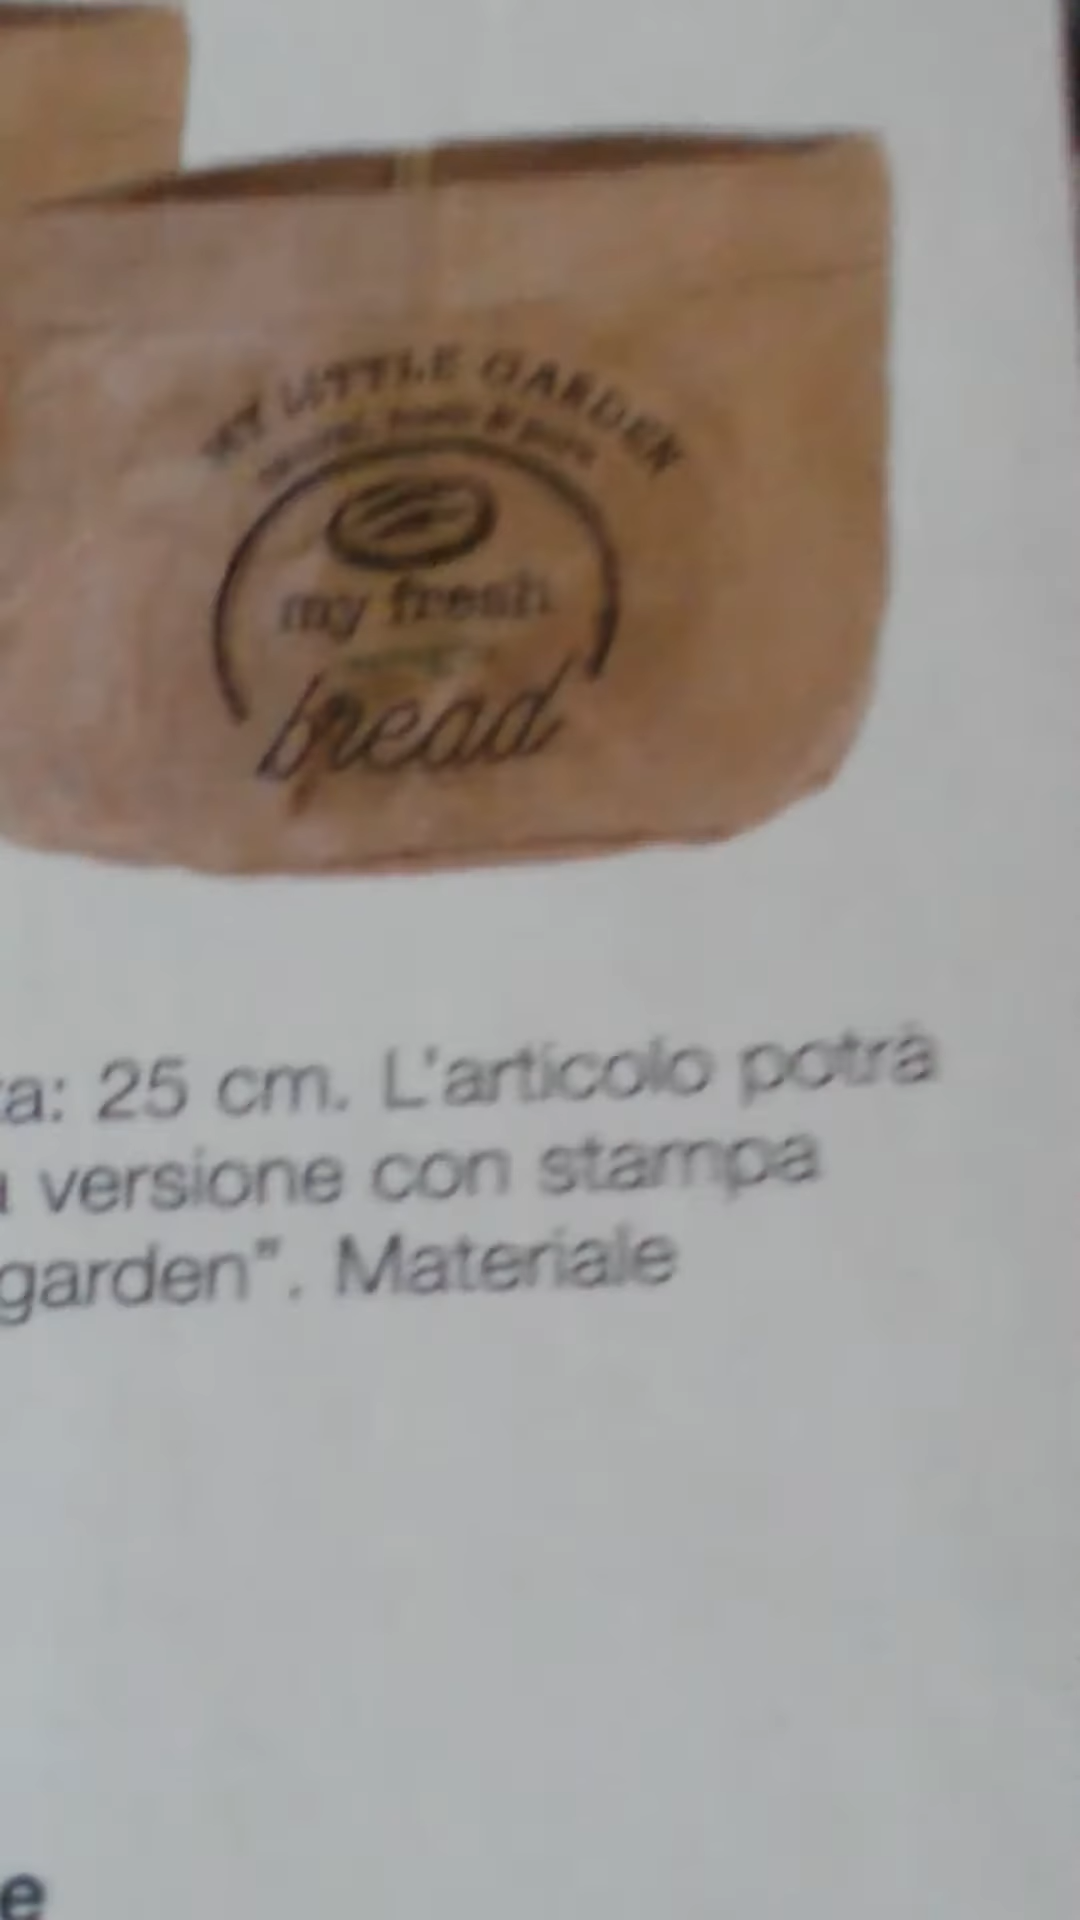 MY LITTLE GARDEN
my fresh
bread
a: 25 cm. L'articolo potrà
versione con stampa
garden". Materiale
e